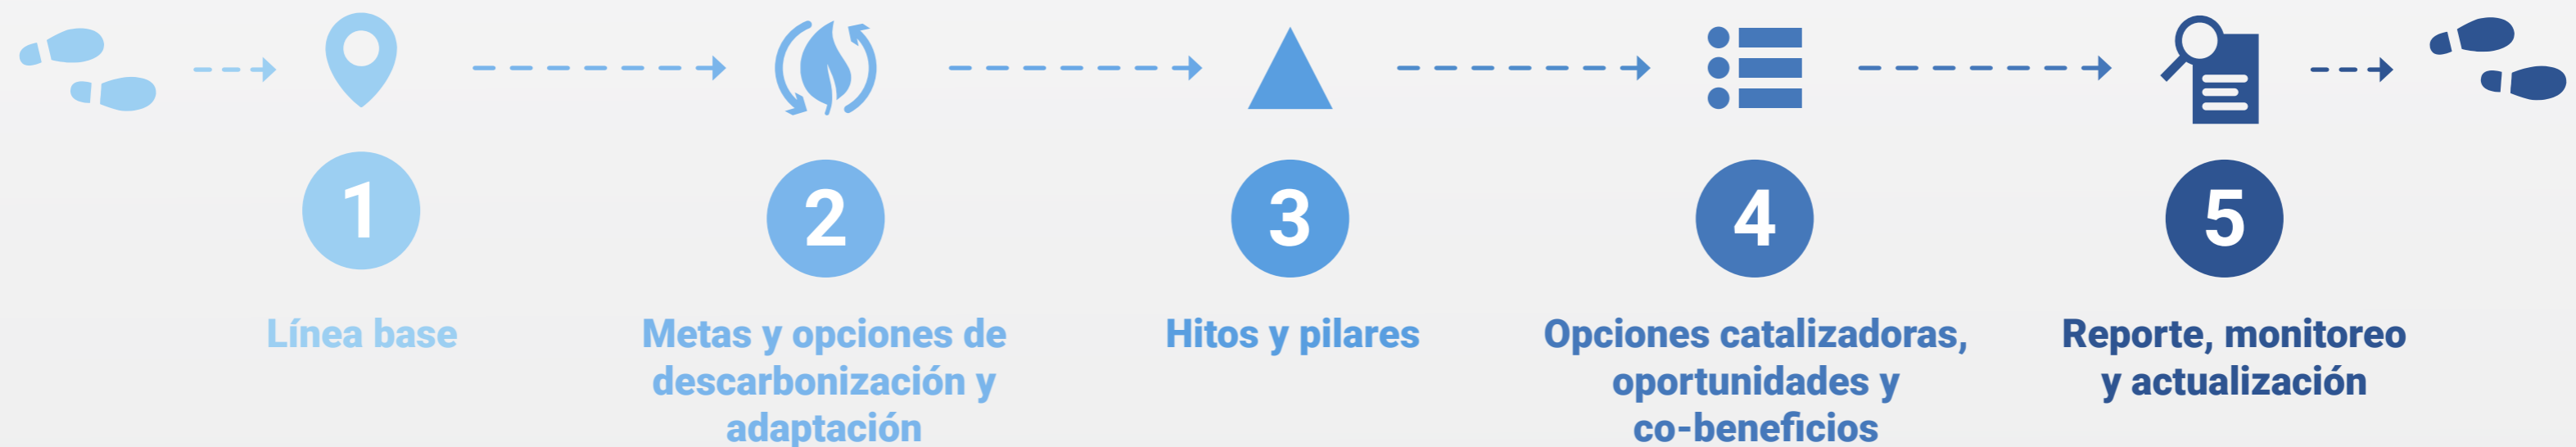 1
Línea base
2
Metas y opciones de
descarbonización y
adaptación
3
Hitos y pilares
4
Opciones catalizadoras,
oportunidades y
co-beneficios
5
Reporte, monitoreo
y actualización